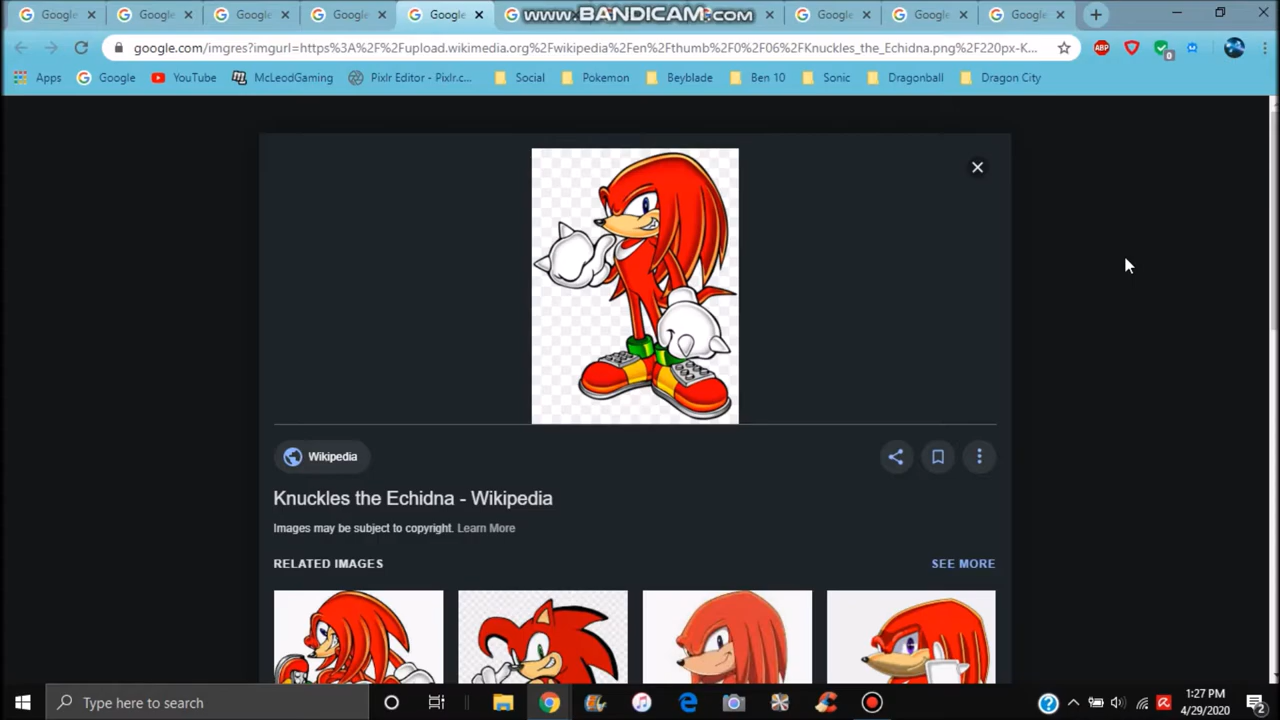 Google
Google
Google
Google
Google
www.BANDICAM.com
Google
Google
Google
google.com/imgres?imgurl=https%3A%2F%2Fupload.wikimedia.org%2Fwikipedia%2Fen%2Fthumb%2F0%2F06%2FKnuckles_the_Echidna.png%2F220px-K...
ABP
0
Apps
Google
YouTube
McLeodGaming
Pixlr Editor - Pixlr.c...
Social
Pokemon
Beyblade
Ben 10
Sonic
Dragonball
Dragon City
Wikipedia
Knuckles the Echidna - Wikipedia
Images may be subject to copyright. Learn More
RELATED IMAGES
SEE MORE
Type here to search
1:27 PM
4/29/2020
2